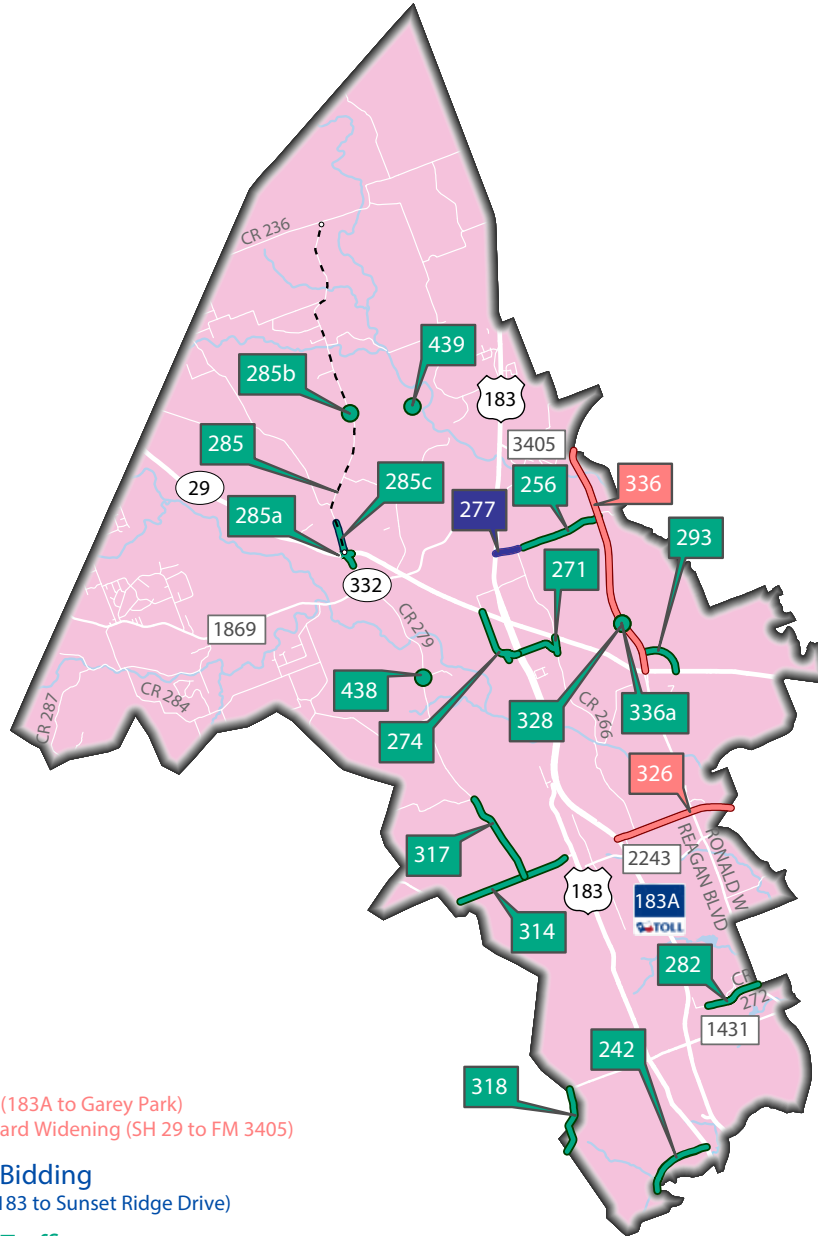 CR 236
439
285b
183
285
3405
285c
336
29
256
277
285a
293
271
332
CR 279
1869
438
CR 284
CR 287
274
328
CR 266
336a
326
317
2243
RONALD W
REAGAN BLVD
183
183A
TOLL
314
282
CR
272
1431
242
318
(183A to Garey Park)
ard Widening (SH 29 to FM 3405)
Bidding
183 to Sunset Ridge Drive)